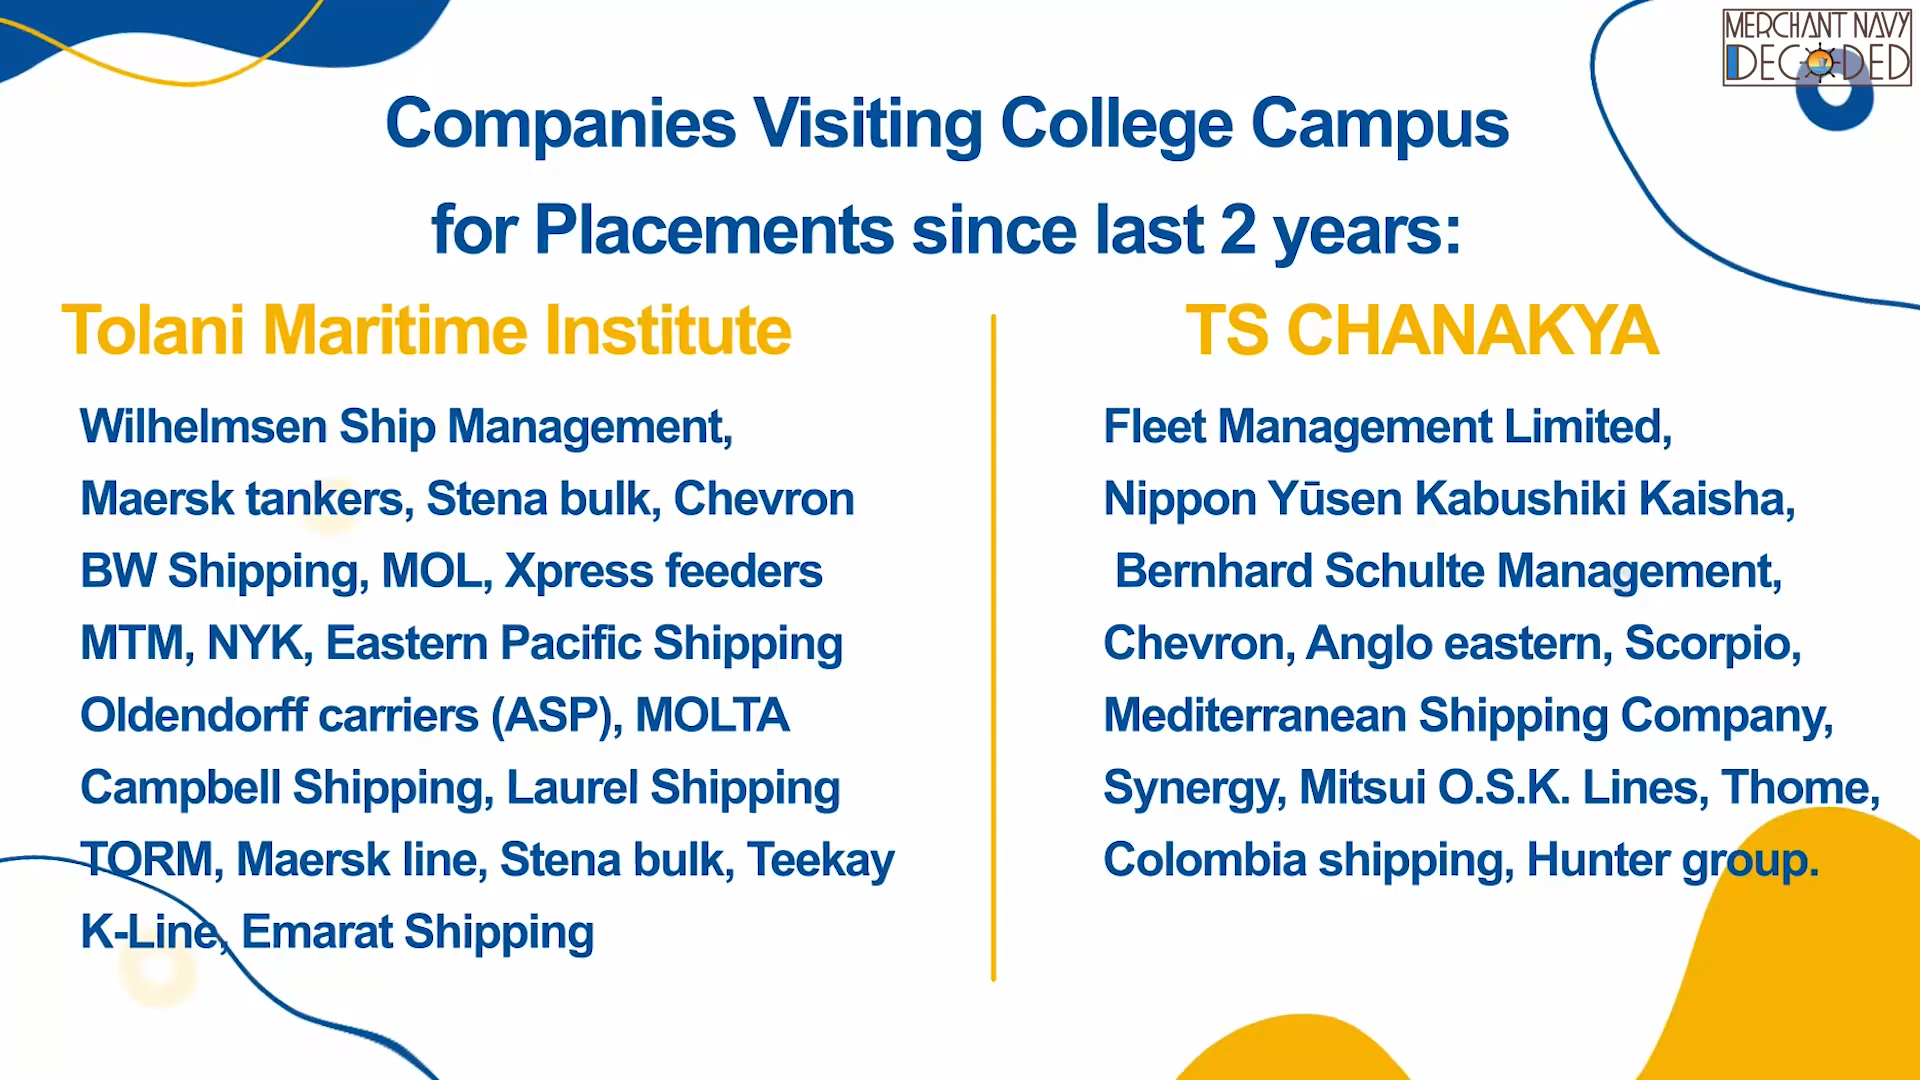 MERCHANT NAVY
DECODED
Companies Visiting College Campus
for Placements since last 2 years:
Tolani Maritime Institute
Wilhelmsen Ship Management,
Maersk tankers, Stena bulk, Chevron
BW Shipping, MOL, Xpress feeders
MTM, NYK, Eastern Pacific Shipping
Oldendorff carriers (ASP), MOLTA
Campbell Shipping, Laurel Shipping
TORM, Maersk line, Stena bulk, Teekay
K-Line, Emarat Shipping
TS CHANAKYA
Fleet Management Limited,
Nippon Yūsen Kabushiki Kaisha,
Bernhard Schulte Management,
Chevron, Anglo eastern, Scorpio,
Mediterranean Shipping Company,
Synergy, Mitsui O.S.K. Lines, Thome,
Colombia shipping, Hunter group.